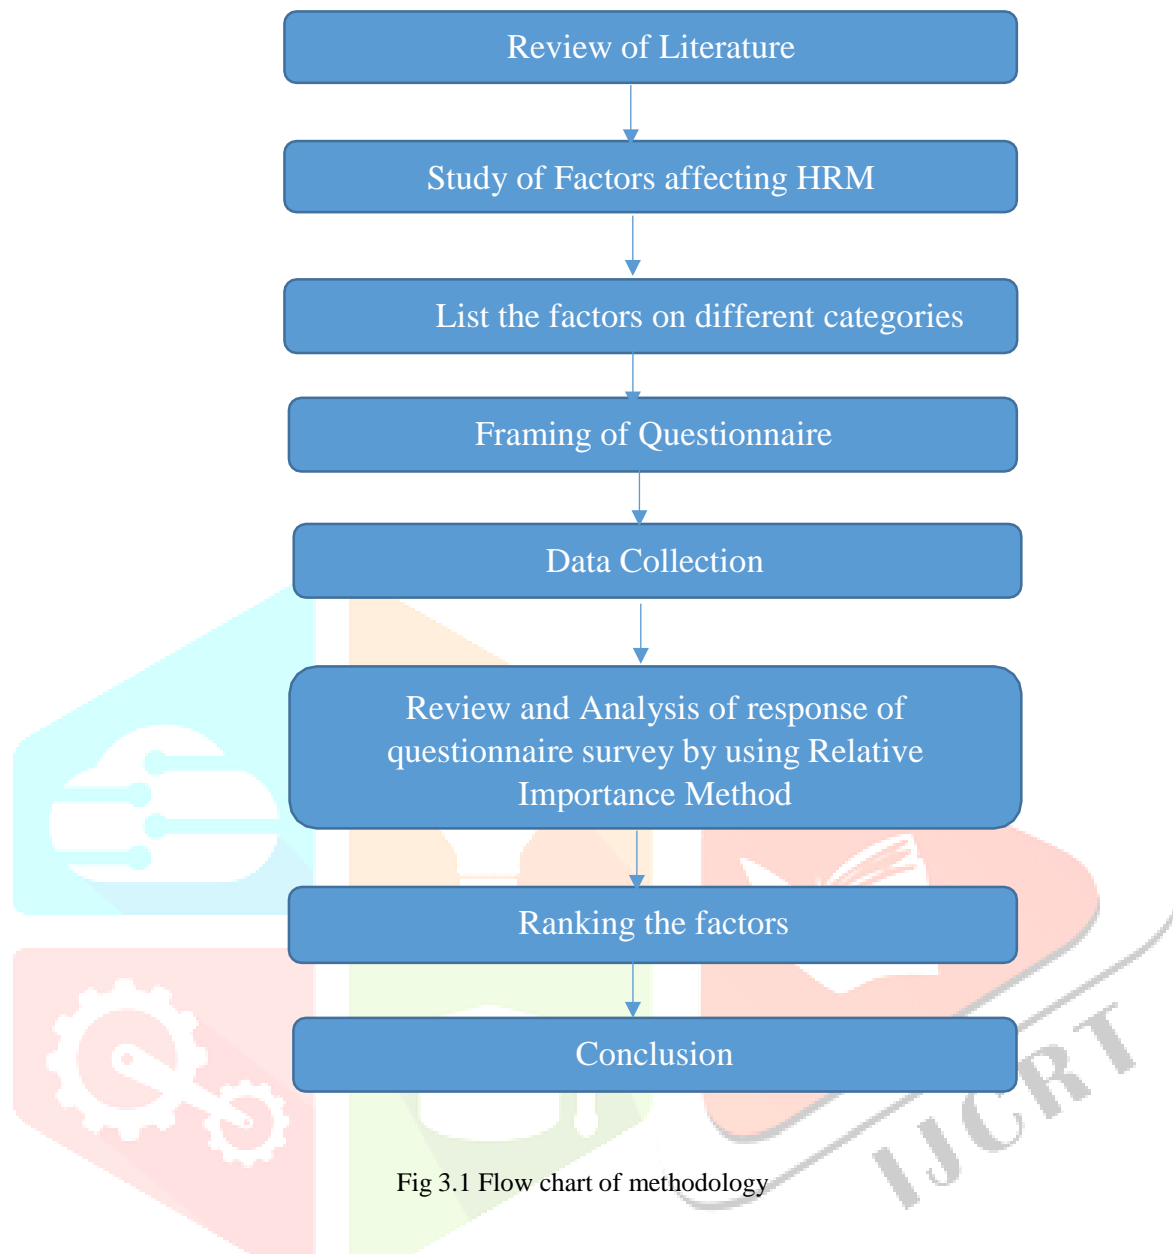 Review of Literature
Study of Factors affecting HRM
List the factors on different categories
Framing of Questionnaire
Data Collection
Review and Analysis of response of
questionnaire survey by using Relative
Importance Method
Ranking the factors
Conclusion
Fig 3.1 Flow chart of methodology
IJCRT